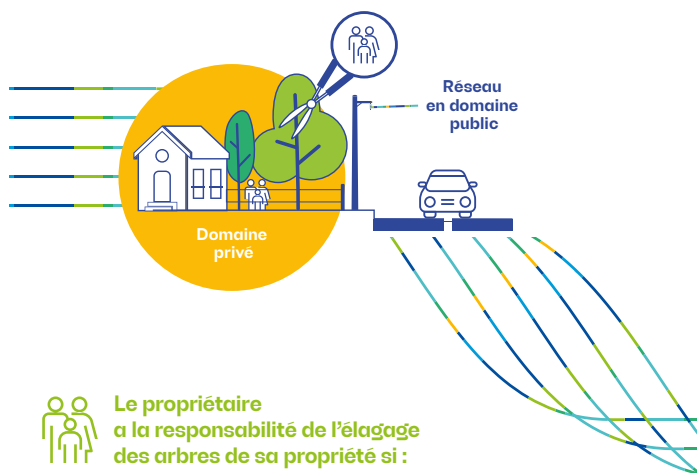 Réseau
en domaine
public
Domaine
privé
Le propriétaire
a la responsabilité de l'élagage
des arbres de sa propriété si :